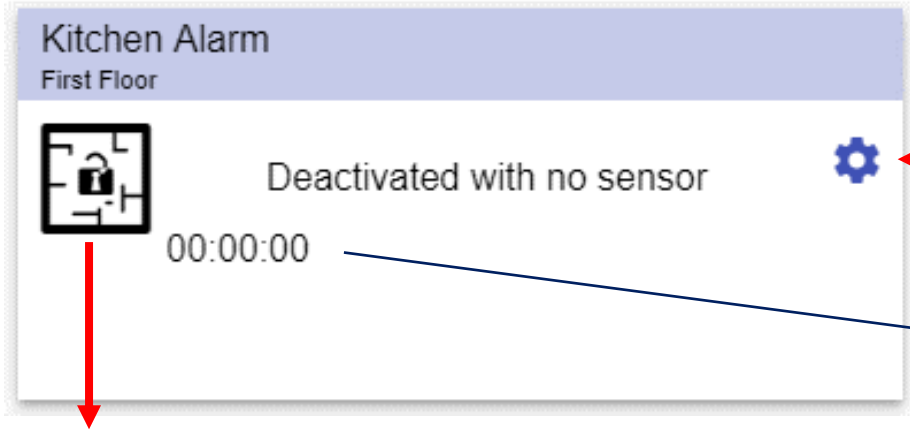 Kitchen Alarm
First Floor
Deactivated with no sensor
00:00:00